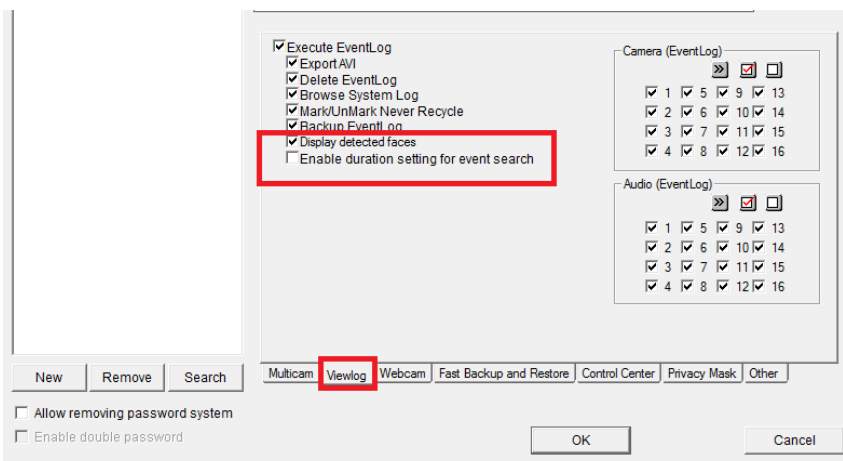 Execute EventLog
Export AVI
Delete EventLog
Browse System Log
Mark/UnMark Never Recycle
Backup EventLog
Display detected faces
Enable duration setting for event search
Camera (EventLog)
1 5 9 13
2 6 10 14
3 7 11 15
4 8 12 16
Audio (EventLog)
1 5 9 13
2 6 10 14
3 7 11 15
4 8 12 16
Multicam Viewlog Webcam Fast Backup and Restore Control Center Privacy Mask Other
New Remove Search
Allow removing password system
Enable double password
OK Cancel